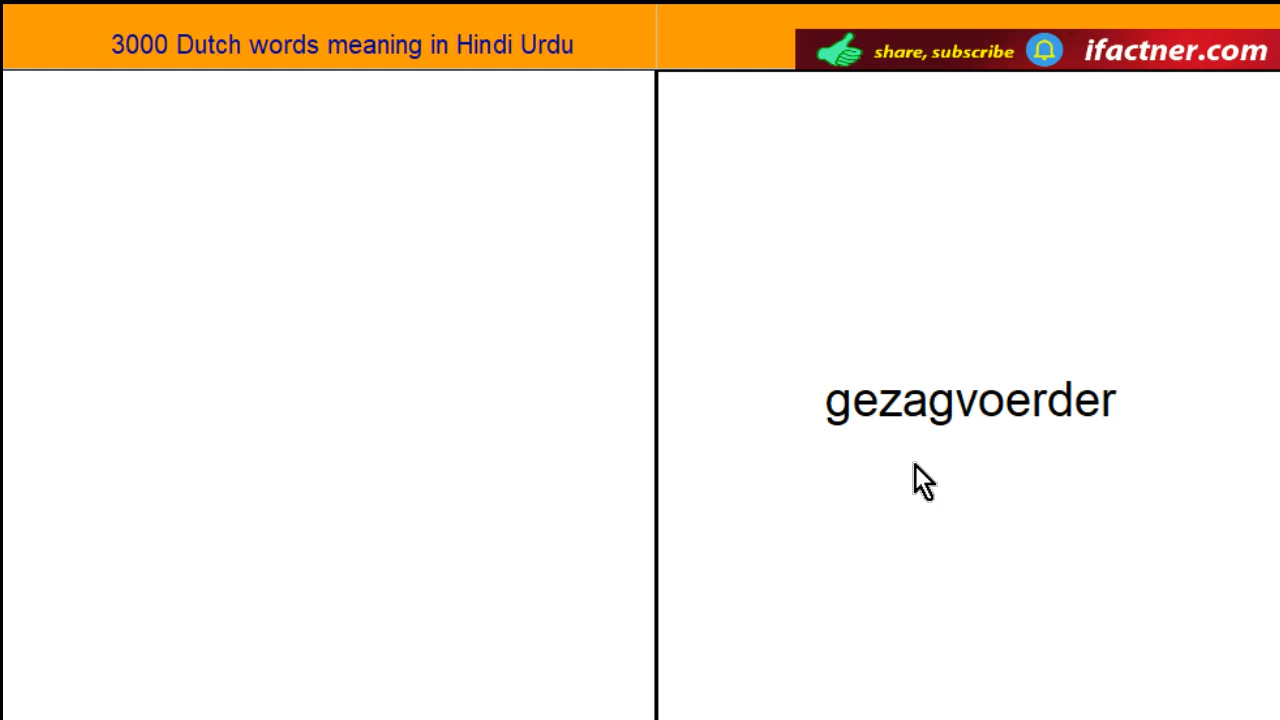 3000 Dutch words meaning in Hindi Urdu
share, subscribe
ifactner.com
gezagvoerder